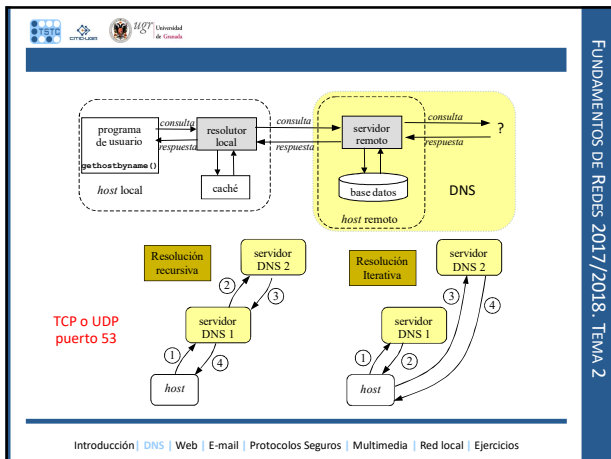 TSTC
CITIC-UGR
ugr
Universidad
de Granada
FUNDAMENTOS DE REDES 2017/2018. TEMA 2
programa
de usuario
gethostbyname()
consulta
respuesta
resolutor
local
caché
host local
consulta
respuesta
servidor
remoto
base datos
host remoto
consulta
respuesta
?
DNS
Resolución
recursiva
servidor
DNS 2
2
3
servidor
DNS 1
1
4
host
TCP o UDP
puerto 53
Resolución
Iterativa
servidor
DNS 2
3
4
servidor
DNS 1
1
2
host
Introducción| DNS | Web | E-mail | Protocolos Seguros | Multimedia | Red local | Ejercicios